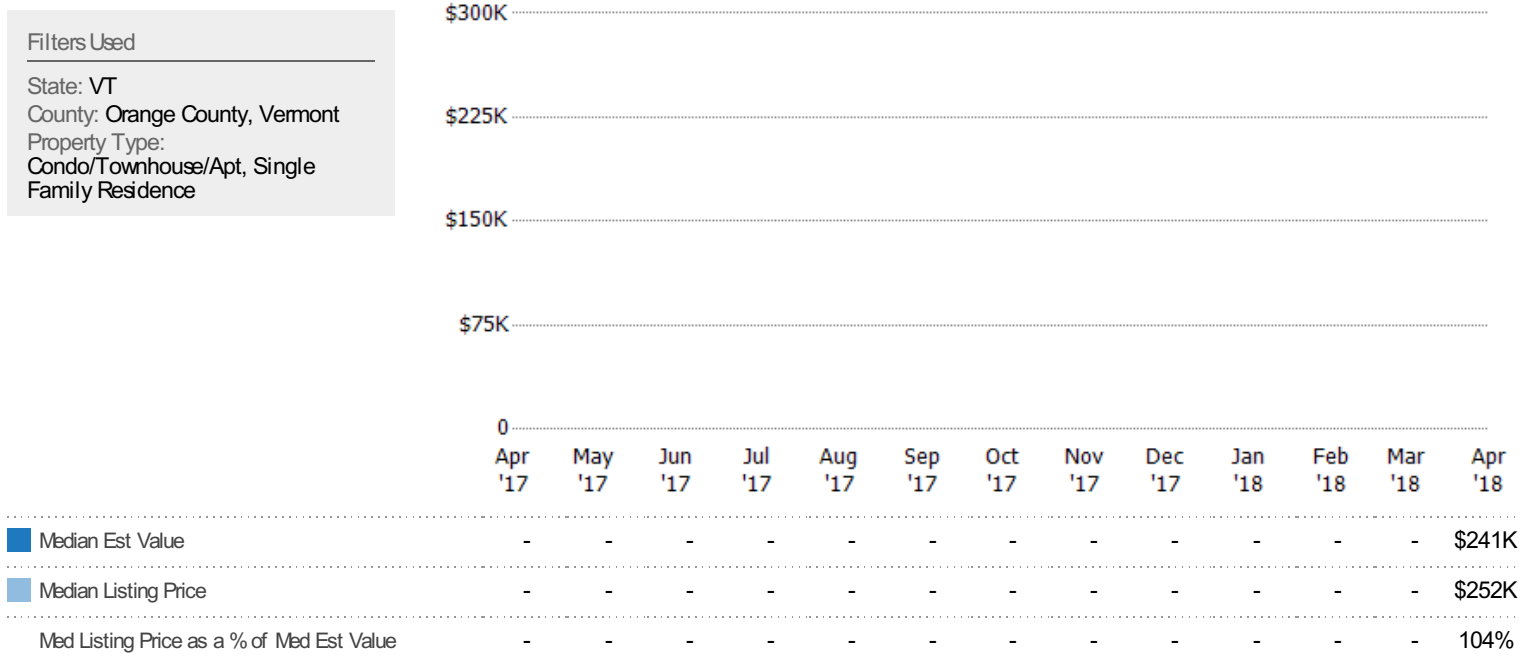 Filters Used
State: VT
County: Orange County, Vermont
Property Type:
Condo/Townhouse/Apt, Single
Family Residence
$300K
$225K
$150K
$75K
0
Apr May Jun Jul Aug Sep Oct Nov Dec Jan Feb Mar Apr
'17 '17 '17 '17 '17 '17 '17 '17 '17 '18 '18 '18 '18
Median Est Value - - - - - - - - - - - - $241K
Median Listing Price - - - - - - - - - - - - $252K
Med Listing Price as a % of Med Est Value - - - - - - - - - - - - 104%